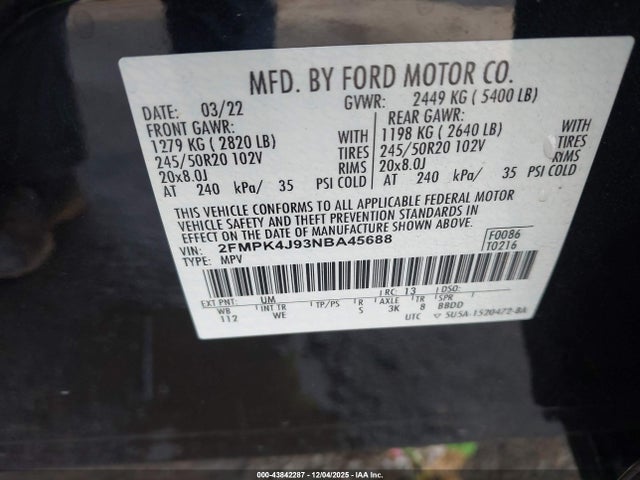 MFD. BY FORD MOTOR CO.
DATE: 03/22
GVWR: 2449 KG ( 5400 LB)
FRONT GAWR:
1279 KG ( 2820 LB) WITH
245/50R20 102V TIRES
20x8.0J RIMS
AT 240 kPa/ 35 PSI COLD
REAR GAWR:
1198 KG ( 2640 LB) WITH
245/50R20 102V TIRES
20x8.0J RIMS
AT 240 kPa/ 35 PSI COLD
THIS VEHICLE CONFORMS TO ALL APPLICABLE FEDERAL MOTOR
VEHICLE SAFETY AND THEFT PREVENTION STANDARDS IN
EFFECT ON THE DATE OF MANUFACTURE SHOWN ABOVE.
VIN: 2FMPK4J93NBA45688
TYPE: MPV
F0086
T0216
EXT PNT: UM RC: 13 DSO:
WB INT TR TP/PS R AXLE TR SPR
112 WE S 3K 8 BBDD
UTC ▽ SU5A-1520472-BA
000-43842287 - 12/04/2025 - IAA Inc.